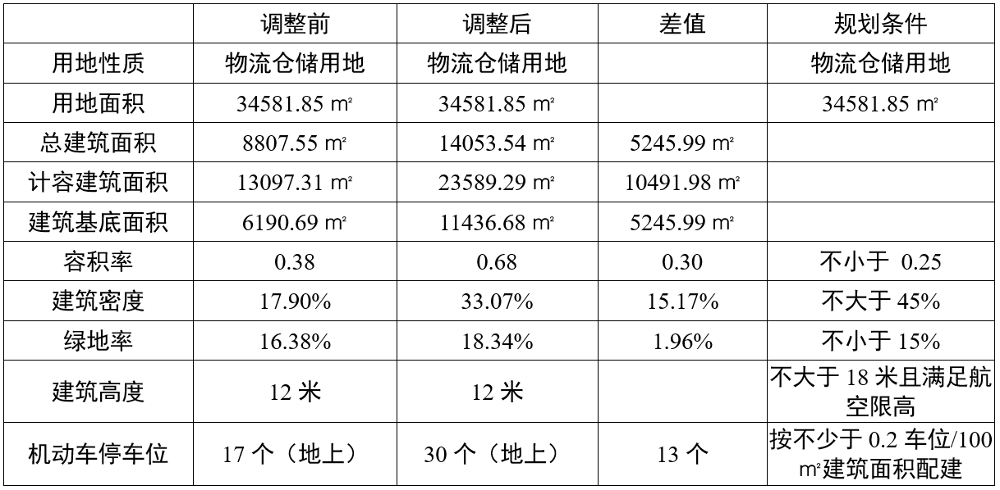 调整前 调整后 差值 规划条件
用地性质 物流仓储用地 物流仓储用地 物流仓储用地
用地面积 34581.85 ㎡ 34581.85 ㎡ 34581.85 ㎡
总建筑面积 8807.55 ㎡ 14053.54 ㎡ 5245.99 ㎡
计容建筑面积 13097.31 ㎡ 23589.29 ㎡ 10491.98 ㎡
建筑基底面积 6190.69 ㎡ 11436.68 ㎡ 5245.99 ㎡
容积率 0.38 0.68 0.30 不小于 0.25
建筑密度 17.90% 33.07% 15.17% 不大于 45%
绿地率 16.38% 18.34% 1.96% 不小于 15%
建筑高度 12 米 12 米 不大于 18 米且满足航
空限高
机动车停车位 17 个（地上） 30 个（地上） 13 个 按不少于 0.2 车位/100
㎡建筑面积配建